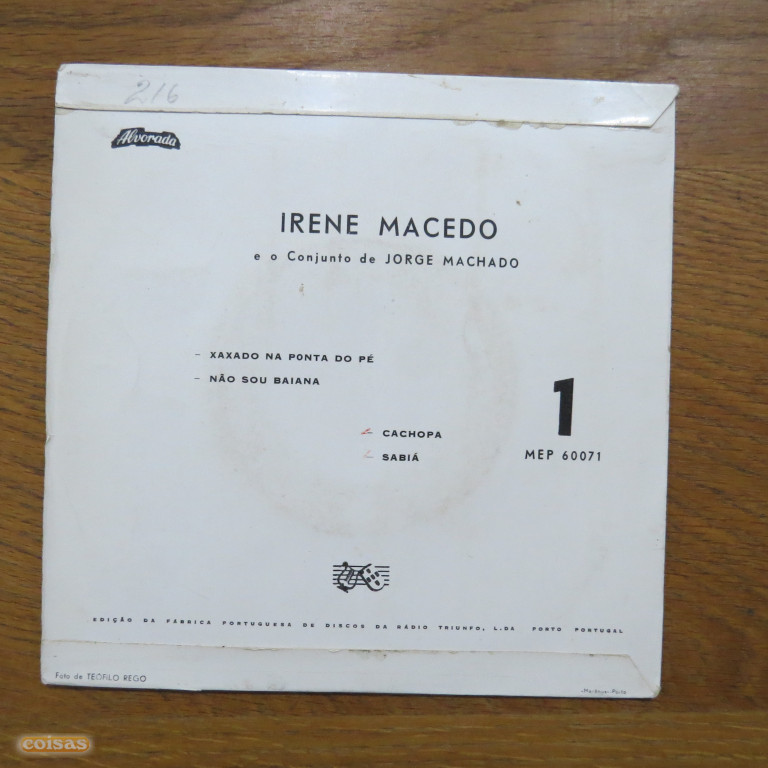 216
Alvorada
IRENE MACEDO
e o Conjunto de JORGE MACHADO
– XAXADO NA PONTA DO PÉ
– NÃO SOU BAIANA
CACHOPA
SABIÁ
1
MEP 60071
EDIÇÃO DA FÁBRICA PORTUGUESA DE DISCOS DA RÁDIO TRIUNFO, L.DA PORTO PORTUGAL
Foto de TEÓFILO REGO
coisas